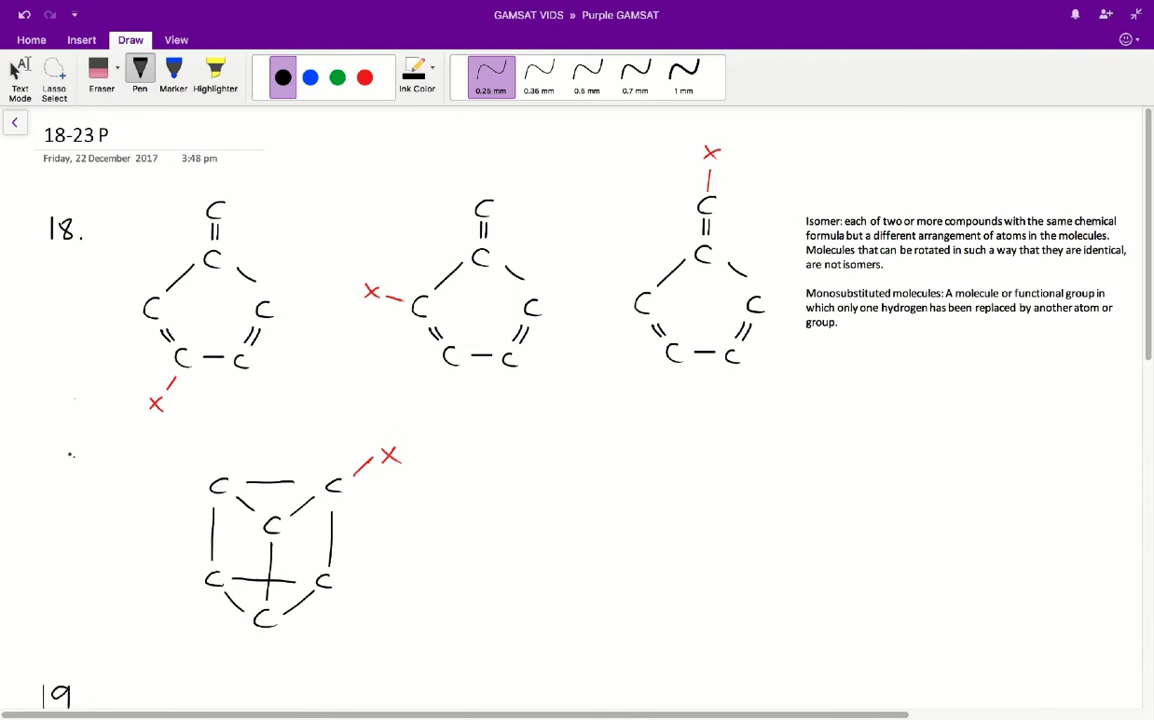 GAMSAT VIDS » Purple GAMSAT
Home Insert Draw View
Text Mode
Lasso Select
Eraser
Pen
Marker
Highlighter
Ink Color
0.25 mm
0.35 mm
0.5 mm
0.7 mm
1 mm
18-23 P
Friday, 22 December 2017 3:48 pm
18.
C
C
C C
C C
X
C
C
X C C
C C
X
C
C
C C
C C
Isomer: each of two or more compounds with the same chemical
formula but a different arrangement of atoms in the molecules.
Molecules that can be rotated in such a way that they are identical,
are not isomers.
Monosubstituted molecules: A molecule or functional group in
which only one hydrogen has been replaced by another atom or
group.
X
C C
C
C C
C
19